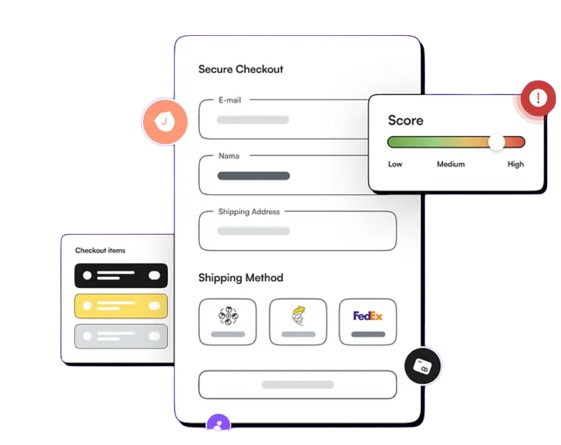 Secure Checkout
E-mail
Nama
Shipping Address
Shipping Method
FedEx
Score
Low Medium High
Checkout items